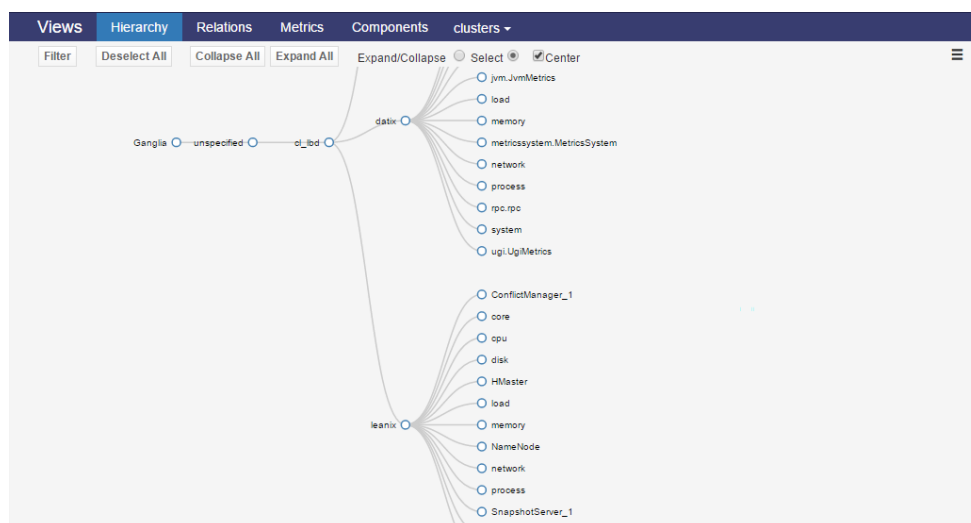 Views Hierarchy Relations Metrics Components clusters
Filter Deselect All Collapse All Expand All Expand/Collapse Select Center
jvm.JvmMetrics
load
datix memory
Ganglia unspecified cl_lbd metricssystem.MetricsSystem
network
process
rpc.rpc
system
ugi.UgiMetrics
ConflictManager_1
core
cpu
disk
HMaster
load
leanix memory
NameNode
network
process
SnapshotServer_1